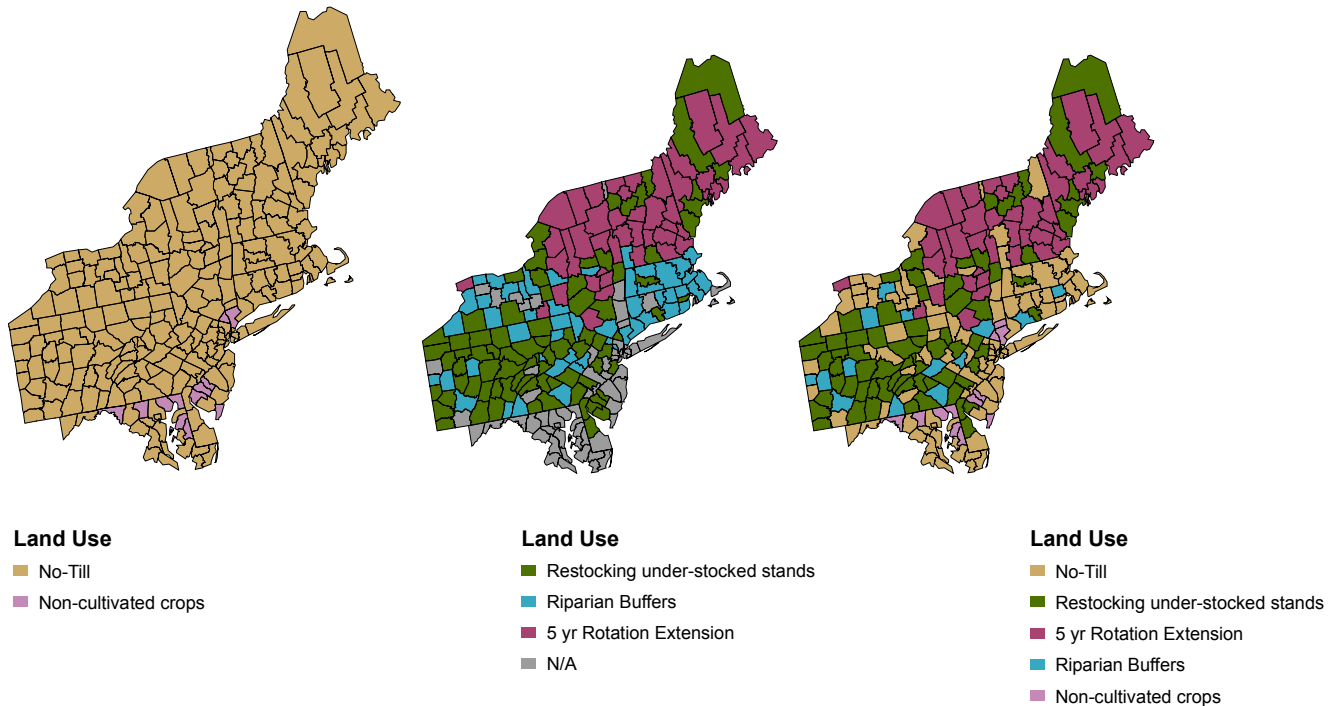 Land Use
No-Till
Non-cultivated crops
Land Use
Restocking under-stocked stands
Riparian Buffers
5 yr Rotation Extension
N/A
Land Use
No-Till
Restocking under-stocked stands
5 yr Rotation Extension
Riparian Buffers
Non-cultivated crops